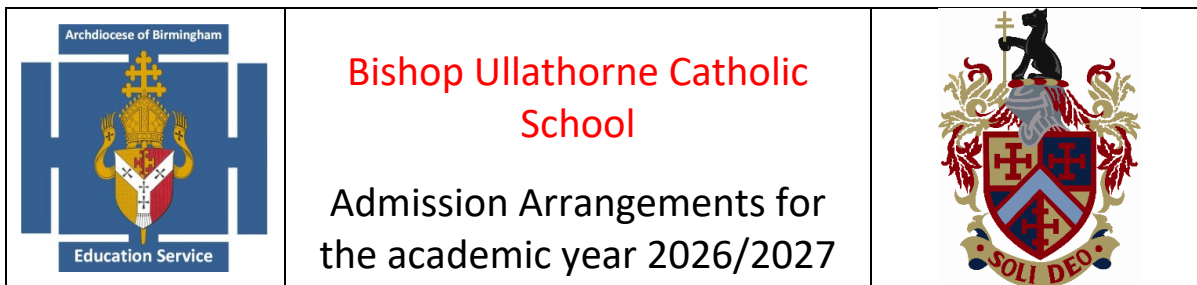 Archdiocese of Birmingham
Education Service
Bishop Ullathorne Catholic
School
Admission Arrangements for
the academic year 2026/2027
SOLI DEO